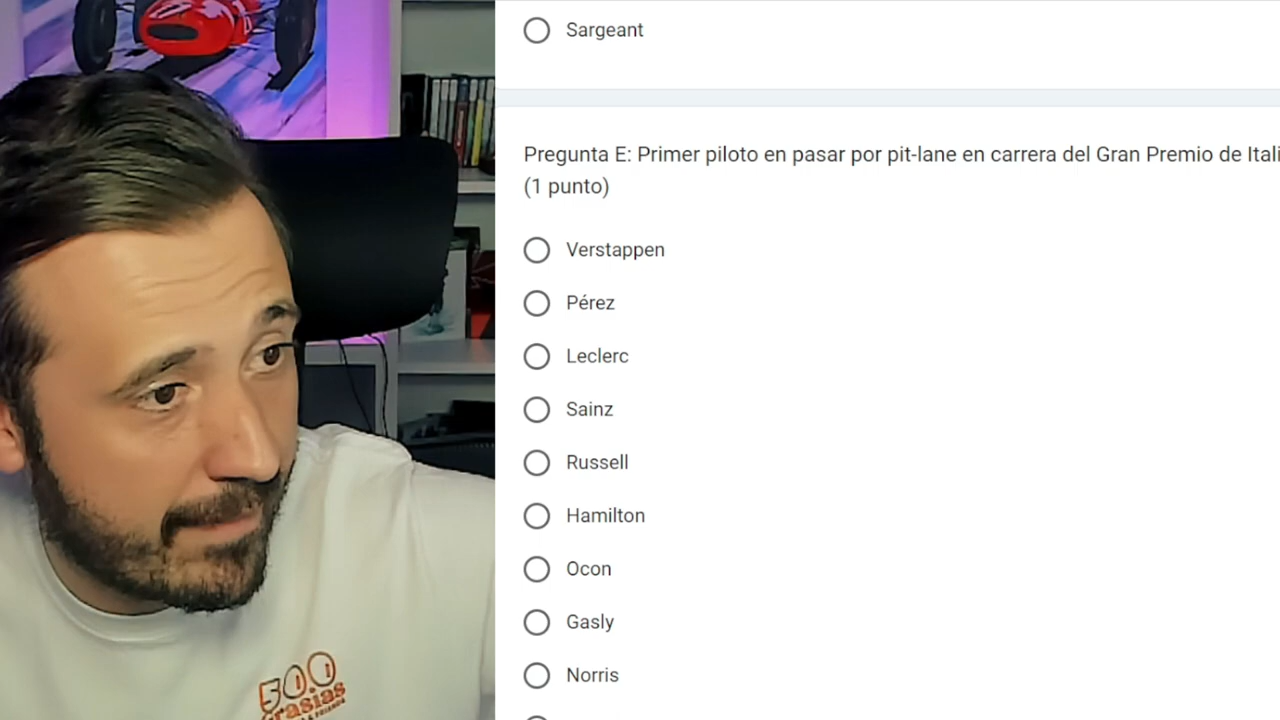 Sargeant
Pregunta E: Primer piloto en pasar por pit-lane en carrera del Gran Premio de Itali
(1 punto)
Verstappen
Pérez
Leclerc
Sainz
Russell
Hamilton
Ocon
Gasly
Norris
500
grasias
& FRIENDS